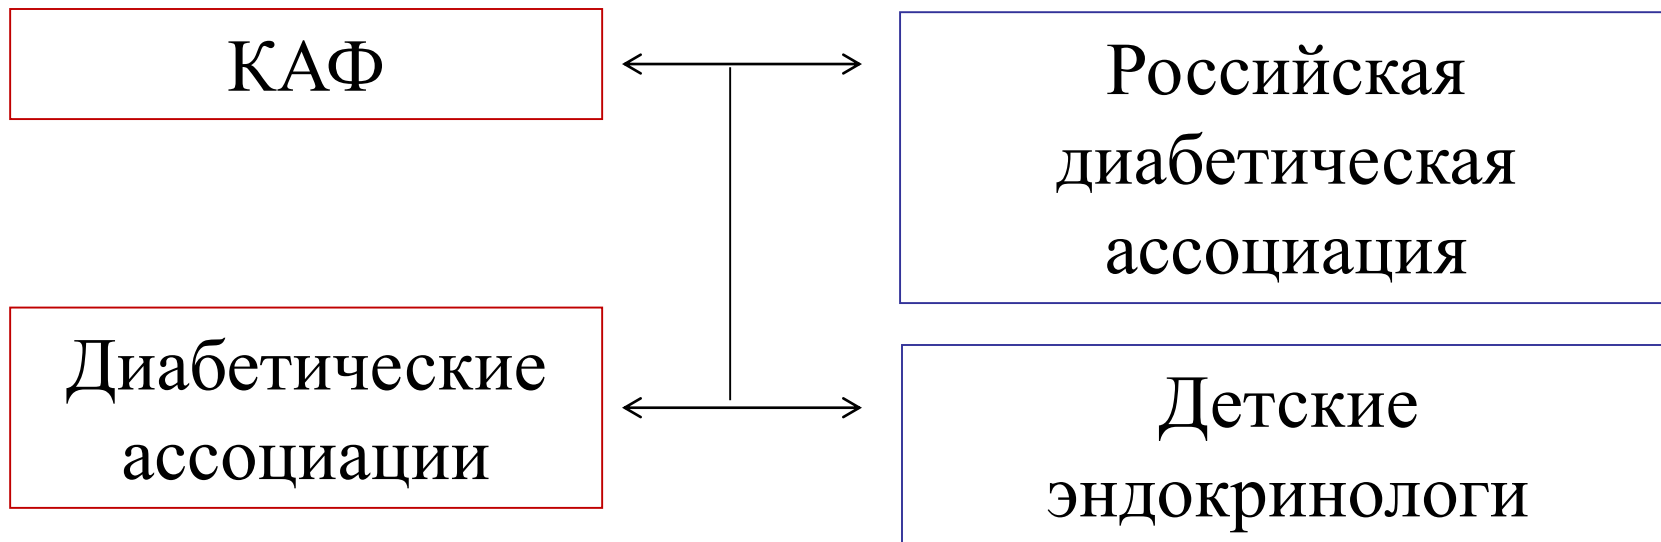 КАФ
Российская
диабетическая
ассоциация
Диабетические
ассоциации
Детские
эндокринологи